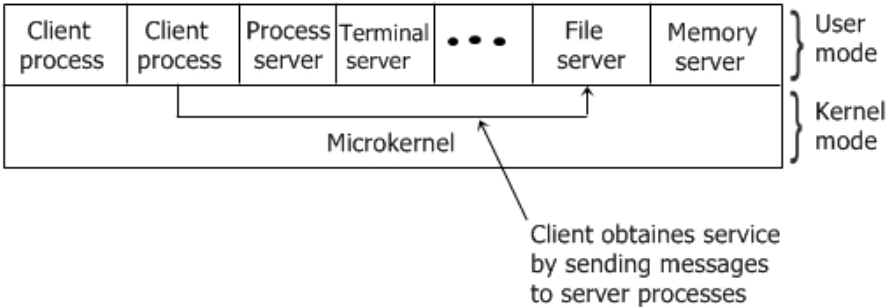 Client process
Client process
Process server
Terminal server
File server
Memory server
User mode
Microkernel
Kernel mode
Client obtaines service
by sending messages
to server processes